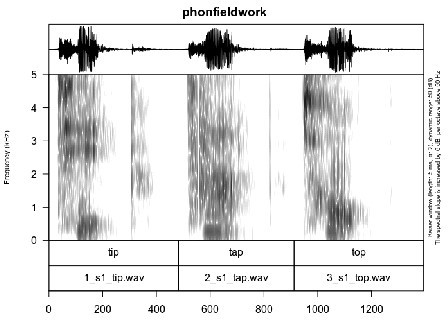 phonfieldwork
5
4
3
2
1
0
Frequency (kHz)
tip tap top
1_s1_tip.wav 2_s1_tap.wav 3_s1_top.wav
0 200 400 600 800 1000 1200